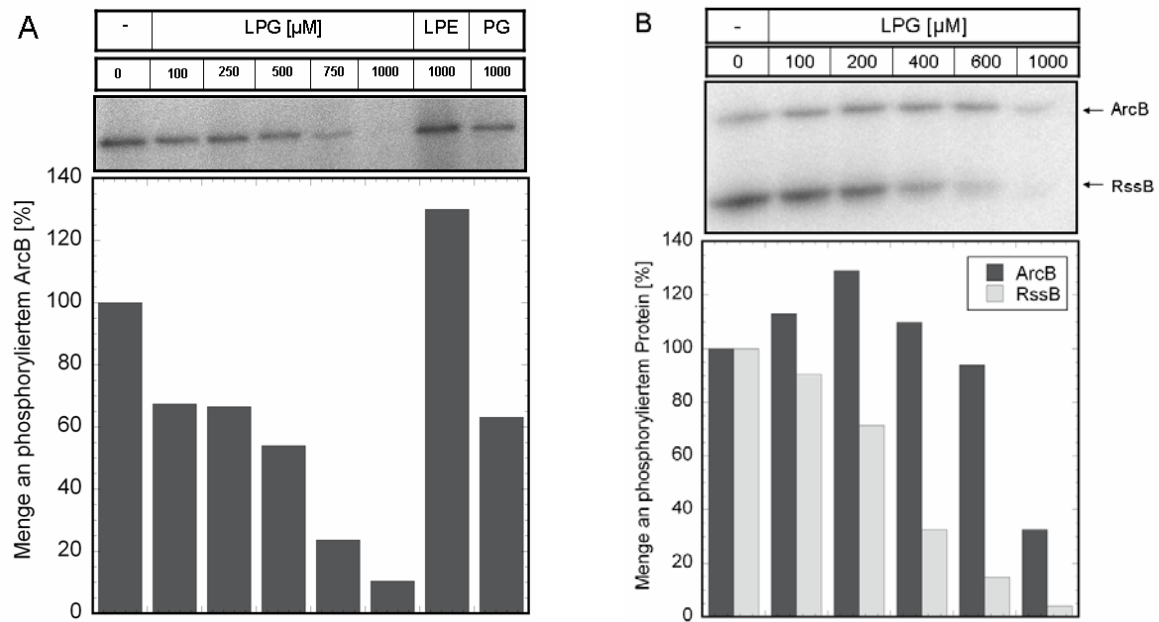 A
- LPG [µM] LPE PG
0 100 250 500 750 1000 1000 1000
140
120
100
80
60
40
20
0
Menge an phosphoryliertem ArcB [%]
B
- LPG [µM]
0 100 200 400 600 1000
← ArcB
← RssB
140
120
100
80
60
40
20
0
Menge an phosphoryliertem Protein [%]
ArcB
RssB